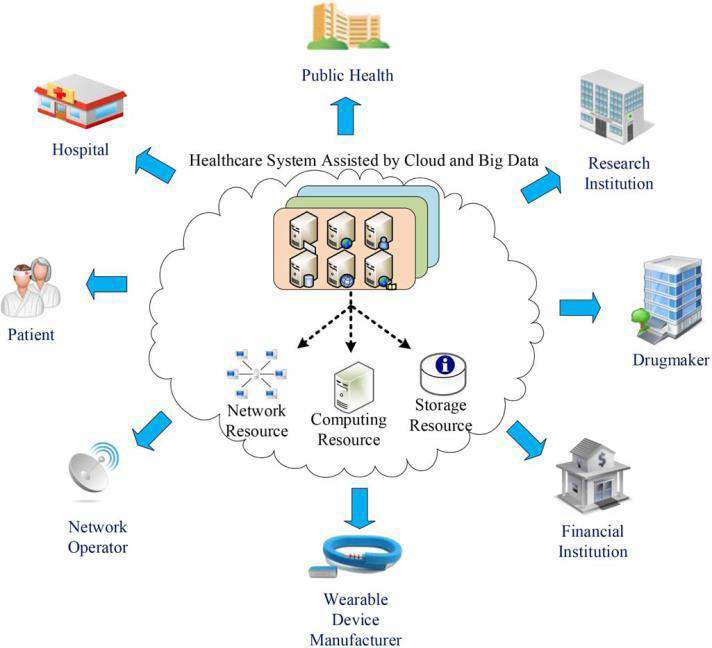 Public Health
Hospital
Research
Institution
Healthcare System Assisted by Cloud and Big Data
Patient
Drugmaker
Network
Resource
Computing
Resource
Storage
Resource
Network
Operator
Financial
Institution
Wearable
Device
Manufacturer